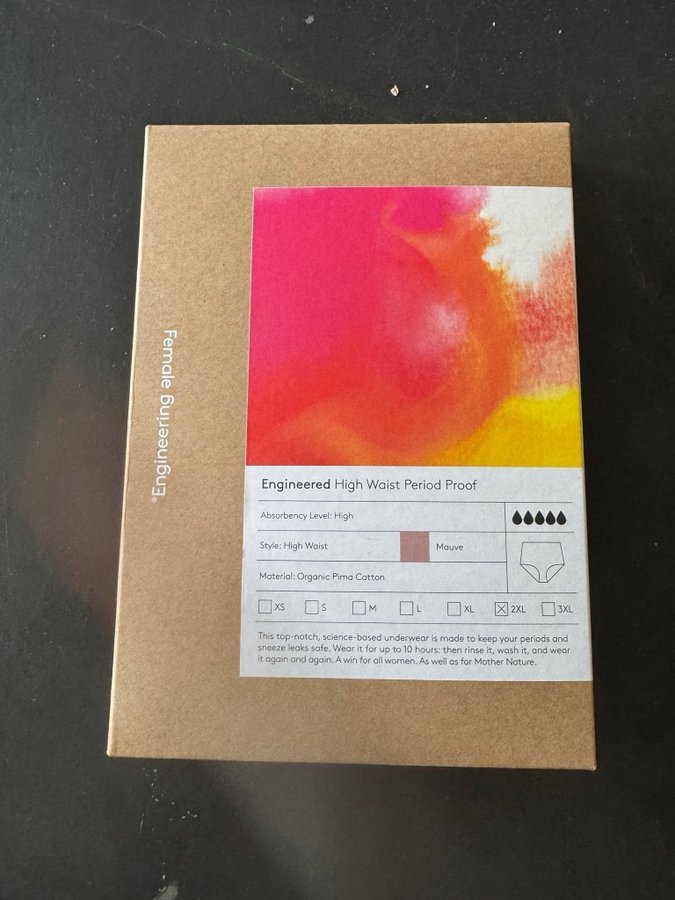 Female
Engineering®
Engineered High Waist Period Proof
Absorbency Level: High
Style: High Waist
Mauve
Material: Organic Pima Cotton
XS S M L XL 2XL 3XL
This top-notch, science-based underwear is made to keep your periods and
sneeze leaks safe. Wear it for up to 10 hours: then rinse it, wash it, and wear
it again and again. A win for all women. As well as for Mother Nature.